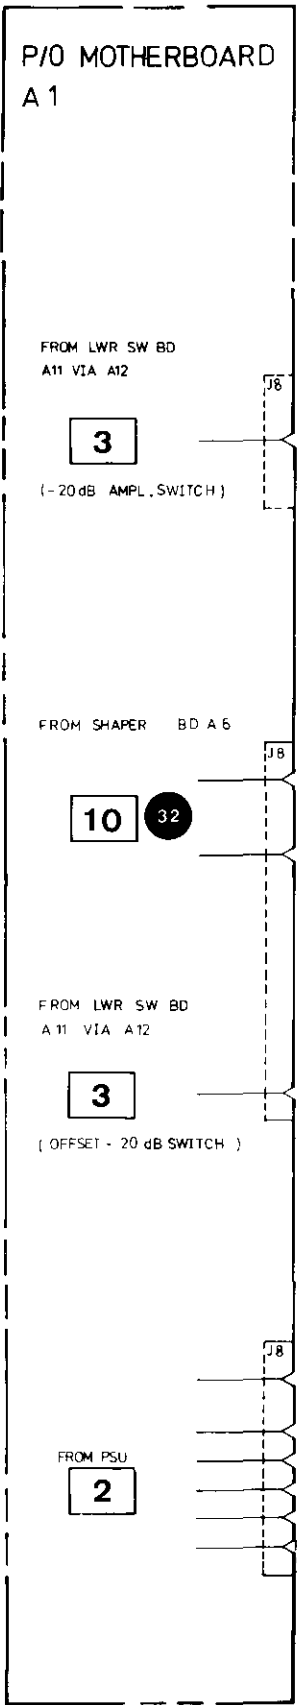 P/O MOTHERBOARD
A1
FROM LWR SW BD
A11 VIA A12
J8
3
(-20dB AMPL. SWITCH)
FROM SHAPER BD A6
J8
10 32
FROM LWR SW BD
A11 VIA A12
3
(OFFSET - 20 dB SWITCH)
J8
FROM PSU
2